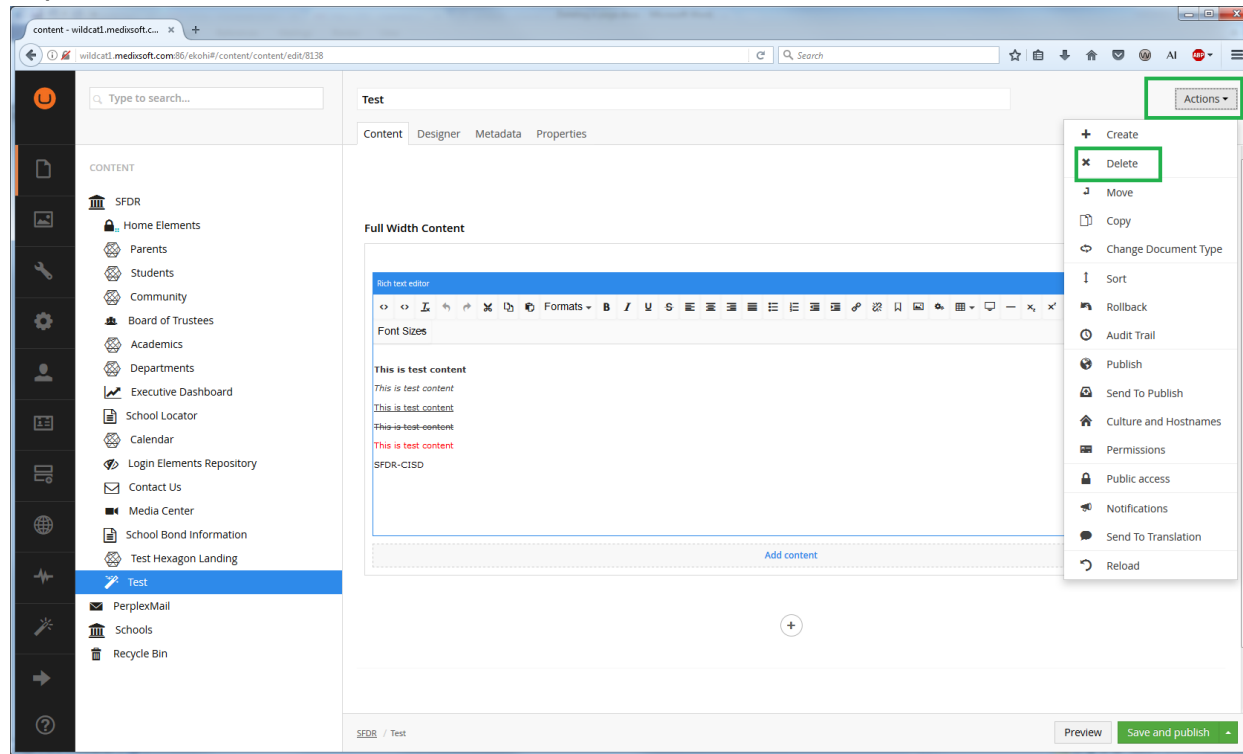 content - wildcat1.medixsoft.c... × +
wildcat1.medixsoft.com:86/ekohi#/content/content/edit/8138
Search
ABP
Type to search...
Test
Actions
Content Designer Metadata Properties
CONTENT
SFDR
Home Elements
Parents
Students
Community
Board of Trustees
Academics
Departments
Executive Dashboard
School Locator
Calendar
Login Elements Repository
Contact Us
Media Center
School Bond Information
Test Hexagon Landing
Test
PerplexMail
Schools
Recycle Bin
Full Width Content
Rich text editor
Formats B I U S
Font Sizes
This is test content
This is test content
This is test content
This is test content
This is test content
SFDR-CISD
Add content
Create
Delete
Move
Copy
Change Document Type
Sort
Rollback
Audit Trail
Publish
Send To Publish
Culture and Hostnames
Permissions
Public access
Notifications
Send To Translation
Reload
SFDR / Test
Preview
Save and publish